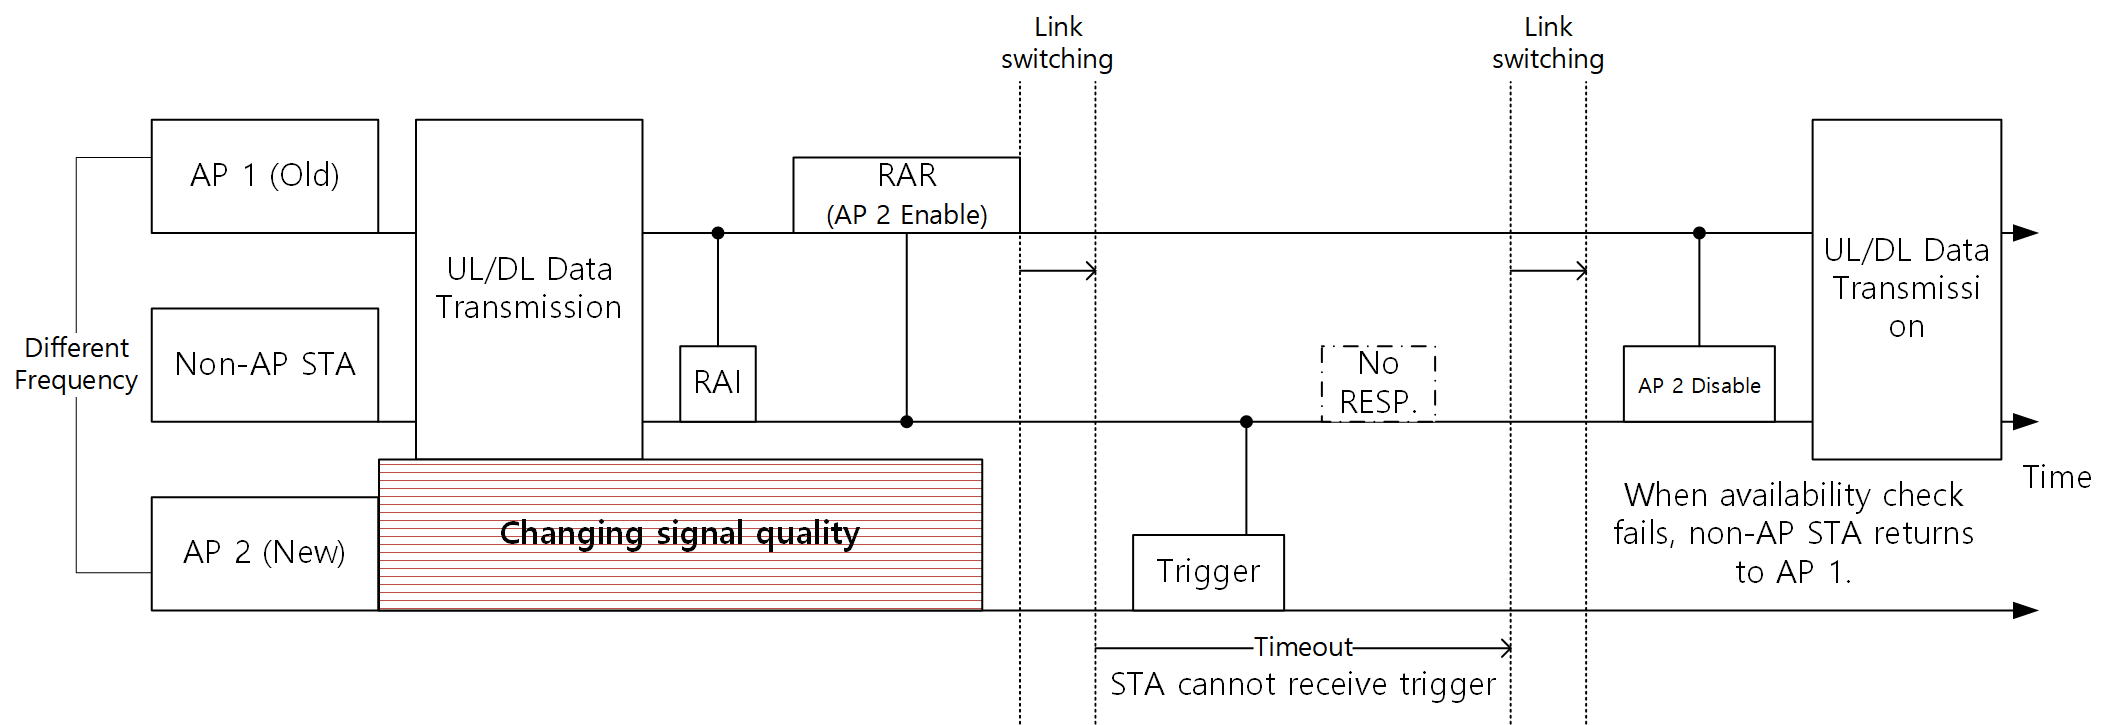 Link
switching
Link
switching
AP 1 (Old)
UL/DL Data
Transmission
RAR
(AP 2 Enable)
UL/DL Data
Transmissi
on
Different
Frequency
Non-AP STA
RAI
No
RESP.
AP 2 Disable
Time
AP 2 (New)
Changing signal quality
Trigger
When availability check
fails, non-AP STA returns
to AP 1.
Timeout
STA cannot receive trigger